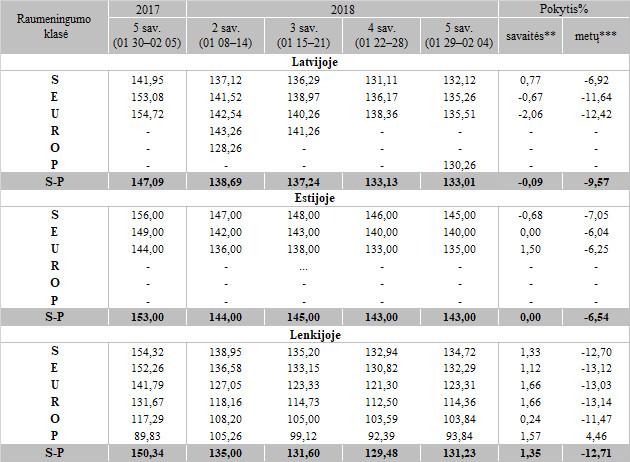 Raumeningumo klasė 2017 2018 Pokytis%
5 sav. (01 30–02 05) 2 sav. (01 08–14) 3 sav. (01 15–21) 4 sav. (01 22–28) 5 sav. (01 29–02 04) savaitės** metų***
Latvijoje
S 141,95 137,12 136,29 131,11 132,12 0,77 -6,92
E 153,08 141,52 138,97 136,17 135,26 -0,67 -11,64
U 154,72 142,54 140,26 138,36 135,51 -2,06 -12,42
R - 143,26 141,26 - - - -
O - 128,26 - - - - -
P - - - - 130,26 - -
S-P 147,09 138,69 137,24 133,13 133,01 -0,09 -9,57
Estijoje
S 156,00 147,00 148,00 146,00 145,00 -0,68 -7,05
E 149,00 142,00 143,00 140,00 140,00 0,00 -6,04
U 144,00 136,00 138,00 133,00 135,00 1,50 -6,25
R - - ... - - - -
O - - - - - - -
P - - - - - - -
S-P 153,00 144,00 145,00 143,00 143,00 0,00 -6,54
Lenkijoje
S 154,32 138,95 135,20 132,94 134,72 1,33 -12,70
E 152,26 136,58 133,15 130,82 132,29 1,12 -13,12
U 141,79 127,05 123,33 121,30 123,31 1,66 -13,03
R 131,67 118,16 114,73 112,50 114,36 1,66 -13,14
O 117,29 108,20 105,00 103,59 103,84 0,24 -11,47
P 89,83 105,26 99,12 92,39 93,84 1,57 4,46
S-P 150,34 135,00 131,60 129,48 131,23 1,35 -12,71